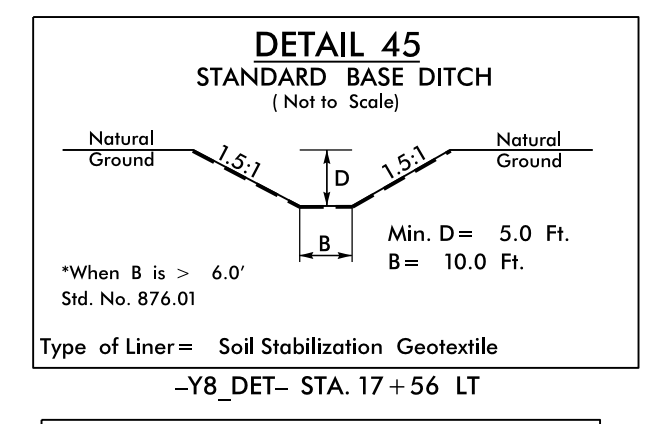 DETAIL 45
STANDARD BASE DITCH
( Not to Scale)
Natural
Ground
1.5:1
D
1.5:1
Natural
Ground
B
Min. D= 5.0 Ft.
B= 10.0 Ft.
*When B is > 6.0'
Std. No. 876.01
Type of Liner= Soil Stabilization Geotextile
–Y8_DET– STA. 17+56 LT